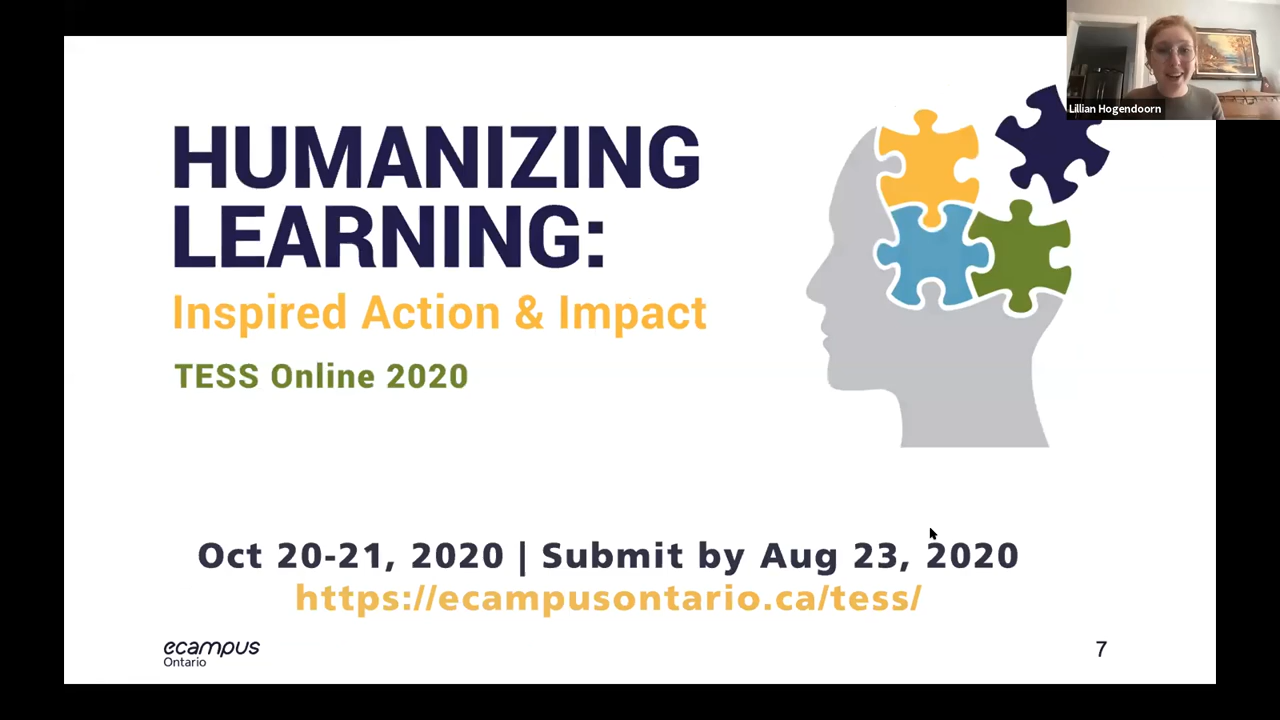 Lillian Hogendoorn
HUMANIZING
LEARNING:
Inspired Action & Impact
TESS Online 2020
Oct 20-21, 2020 | Submit by Aug 23, 2020
https://ecampusontario.ca/tess/
ecampus
Ontario
7